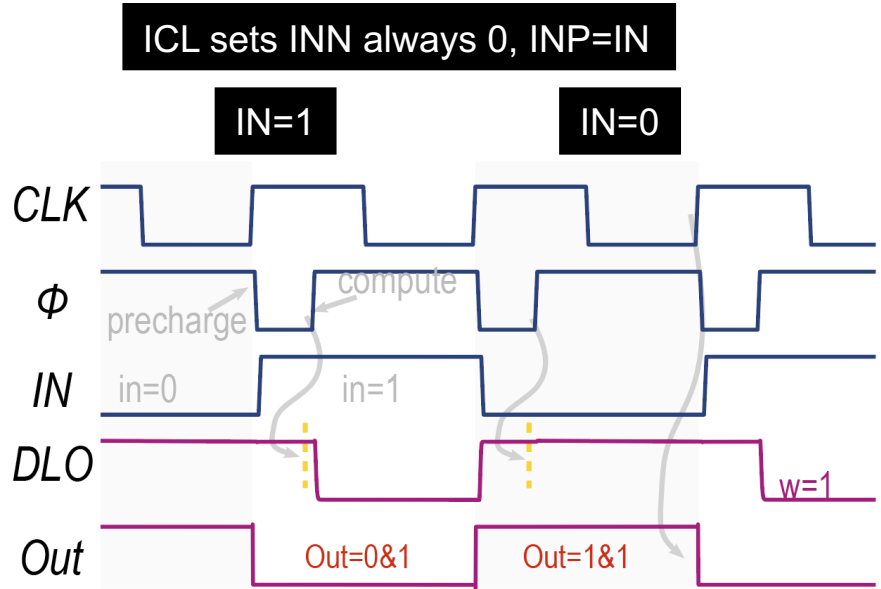 ICL sets INN always 0, INP=IN
IN=1
IN=0
CLK
Φ
precharge
compute
IN
in=0
in=1
DLO
w=1
Out
Out=0&1
Out=1&1